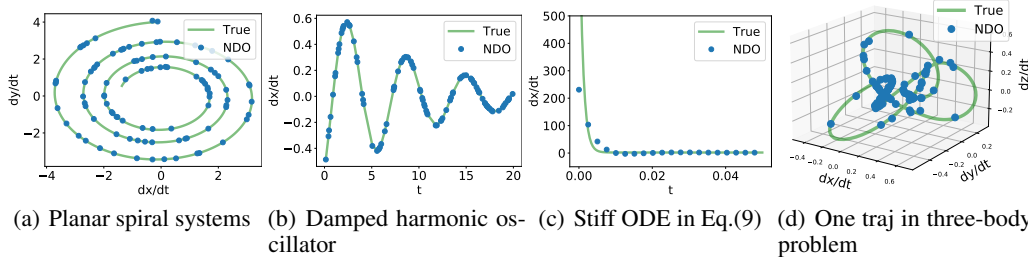 True
NDO
dy/dt
4
2
0
−2
−4
−2
0
2
dx/dt
True
NDO
dx/dt
0.6
0.4
0.2
0.0
−0.2
−0.4
0
5
10
15
20
t
True
NDO
dx/dt
500
400
300
200
100
0
0.00
0.02
0.04
t
True
NDO
dz/dt
0.6
0.4
0.2
0.0
−0.2
−0.4
−0.2
0.0
0.2
0.4
0.6
dx/dt
−0.4
−0.2
0.0
0.2
0.4
dy/dt
(a) Planar spiral systems
(b) Damped harmonic os-
cillator
(c) Stiff ODE in Eq.(9)
(d) One traj in three-body
problem